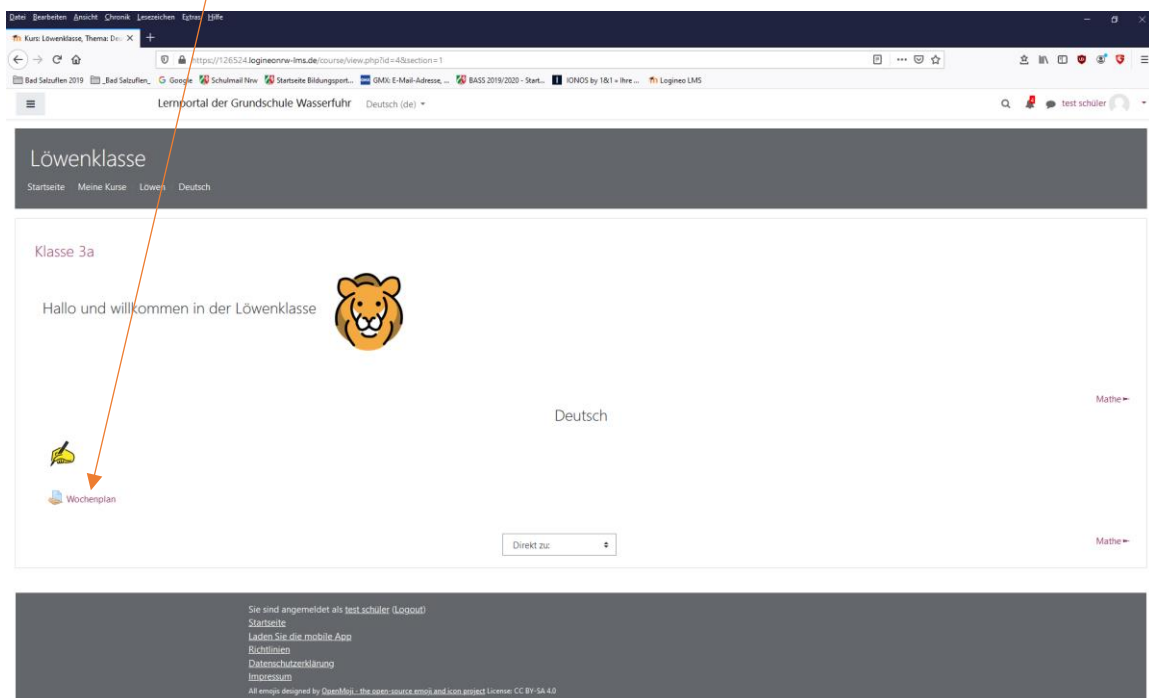 Datei Bearbeiten Ansicht Chronik Lesezeichen Extras Hilfe
Kurs: Löwenklasse, Thema: De
https://126524.logineonrw-lms.de/course/view.php?id=4&section=1
Bad Salzuflen 2019 _Bad Salzuflen_ Google Schulmail Nrw Startseite Bildungsport... GMX: E-Mail-Adresse, ... BASS 2019/2020 - Start... IONOS by 1&1 » Ihre ... Logineo LMS
Lernportal der Grundschule Wasserfuhr Deutsch (de) test schüler
Löwenklasse
Startseite Meine Kurse Löwen Deutsch
Klasse 3a
Hallo und willkommen in der Löwenklasse
Mathe
Deutsch
Wochenplan
Direkt zu:
Mathe
Sie sind angemeldet als test schüler (Logout)
Startseite
Laden Sie die mobile App
Richtlinien
Datenschutzerklärung
Impressum
All emojis designed by OpenMoji - the open-source emoji and icon project License: CC BY-SA 4.0